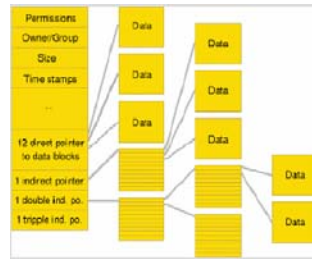 Permissions
Owner/Group
Size
Time stamps
...
12 direct pointer
to data blocks
1 indirect pointer
1 double ind. po.
1 tripple ind. po.
Data
Data
Data
Data
Data
Data
Data
Data